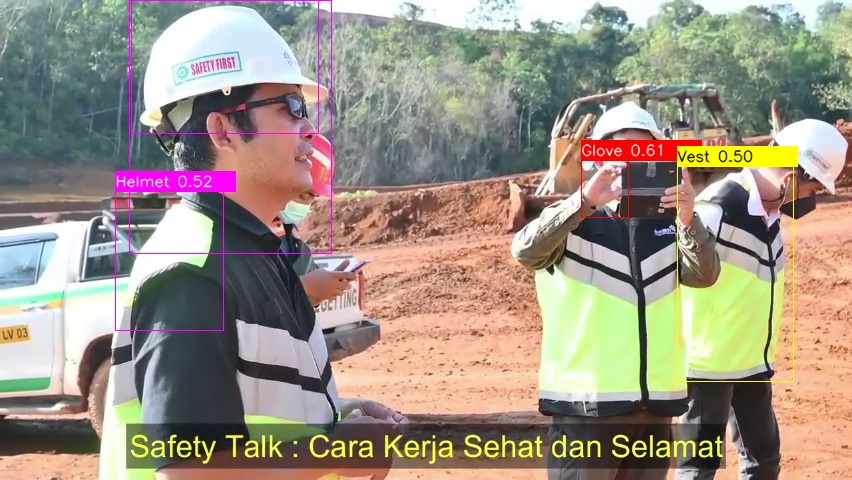 SAFETY FIRST
Glove 0.61
Vest 0.50
Helmet 0.52
LV 03
GETTING
Safety Talk : Cara Kerja Sehat dan Selamat